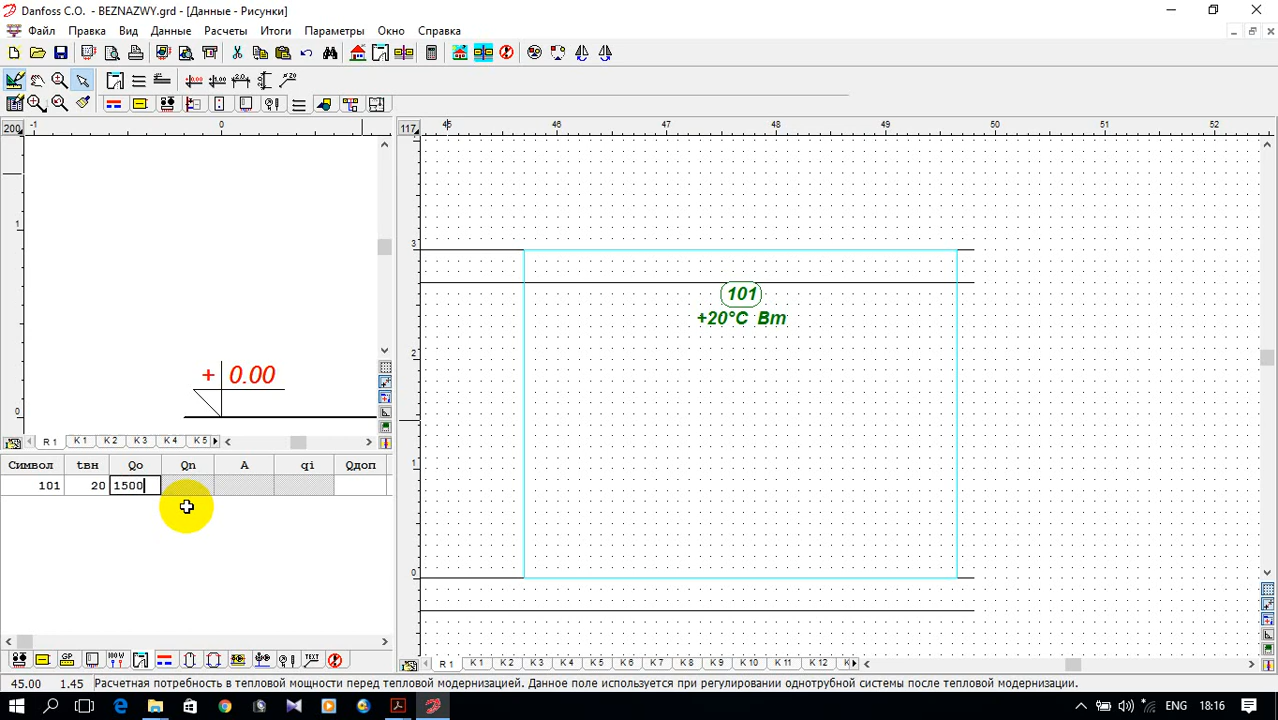 Danfoss C.O. - BEZNAZWY.grd - [Данные - Рисунки]
Файл Правка Вид Данные Расчеты Итоги Параметры Окно Справка
200 -1 0
117 45 46 47 48 49 50 51 52
1
0
3
2
1
0
+ 0.00
101
+20°C Вт
R 1 K 1 K 2 K 3 K 4 K 5
Символ tвн Qo Qп A qi Qдоп
101 20 1500
R 1 K 1 K 2 K 3 K 4 K 5 K 6 K 7 K 8 K 9 K 10 K 11 K 12 K
45.00 1.45 Расчетная потребность в тепловой мощности перед тепловой модернизацией. Данное поле используется при регулировании однотрубной системы после тепловой модернизации.
ENG 18:16